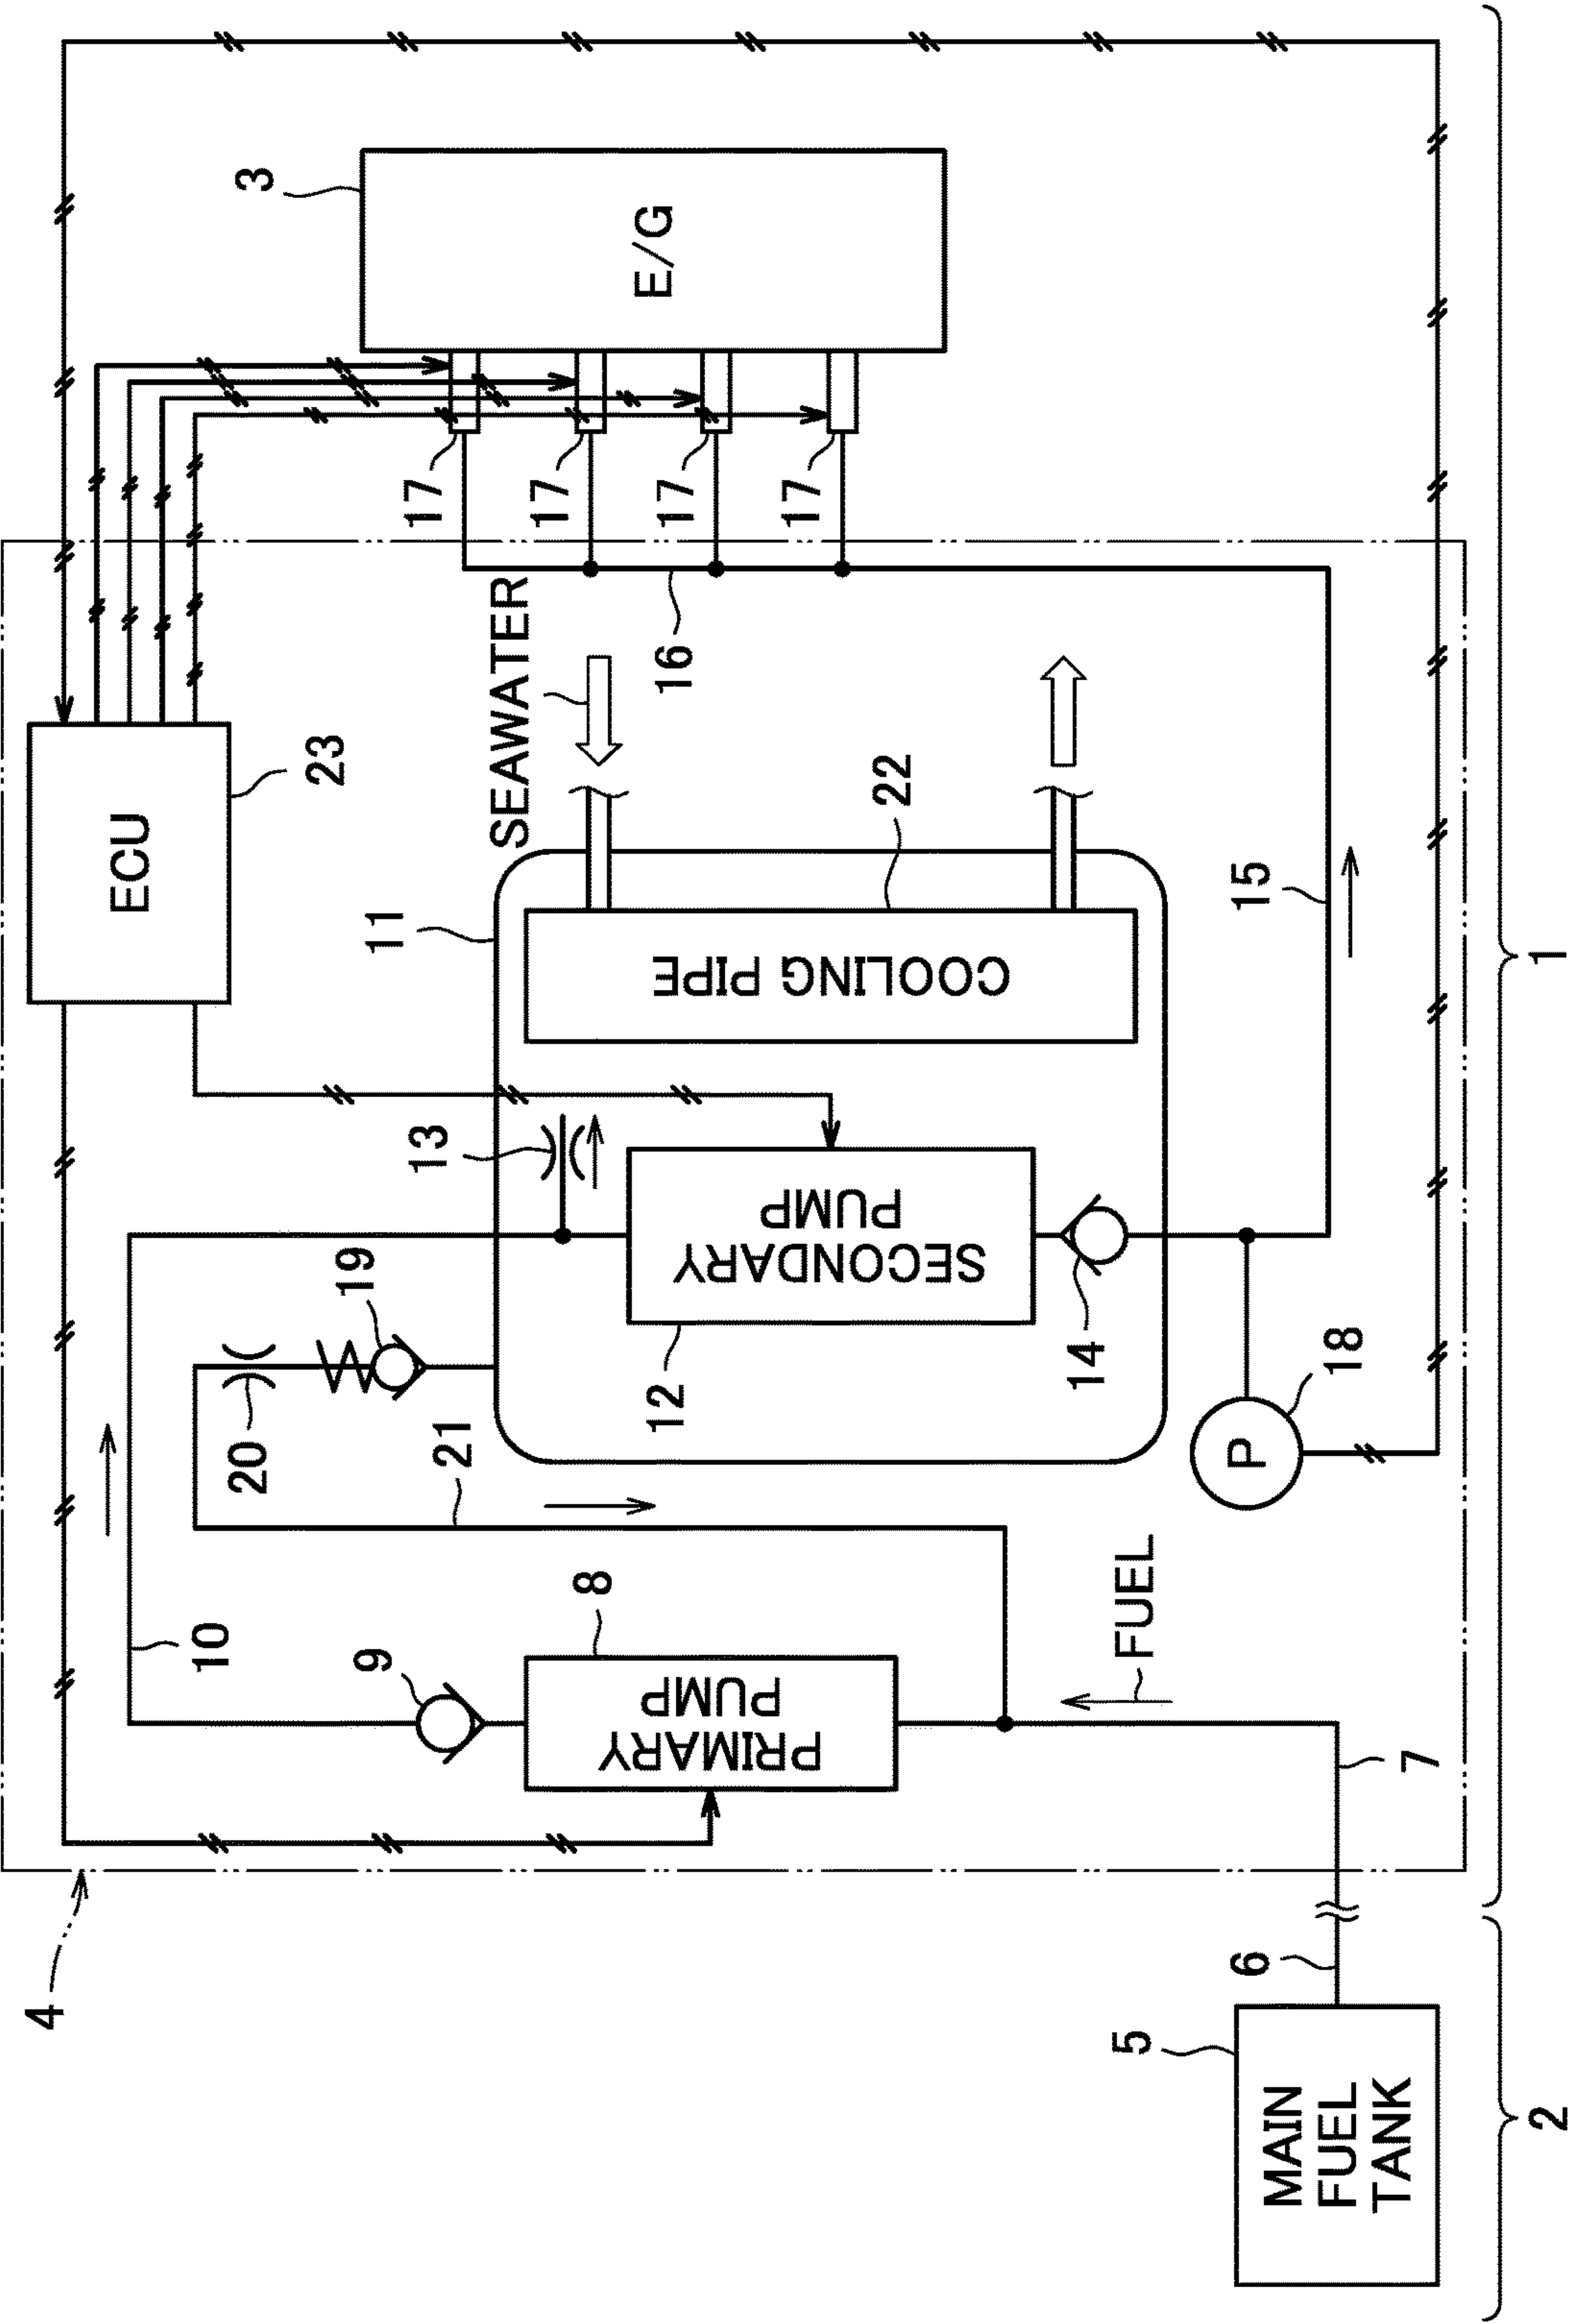 4
ECU
23
3
E/G
17
17
17
17
SEAWATER
16
11
COOLING PIPE
22
10
20
19
13
21
SECONDARY
PUMP
12
14
15
9
8
PRIMARY
PUMP
FUEL
P
18
7
6
5
MAIN
FUEL
TANK
2
1